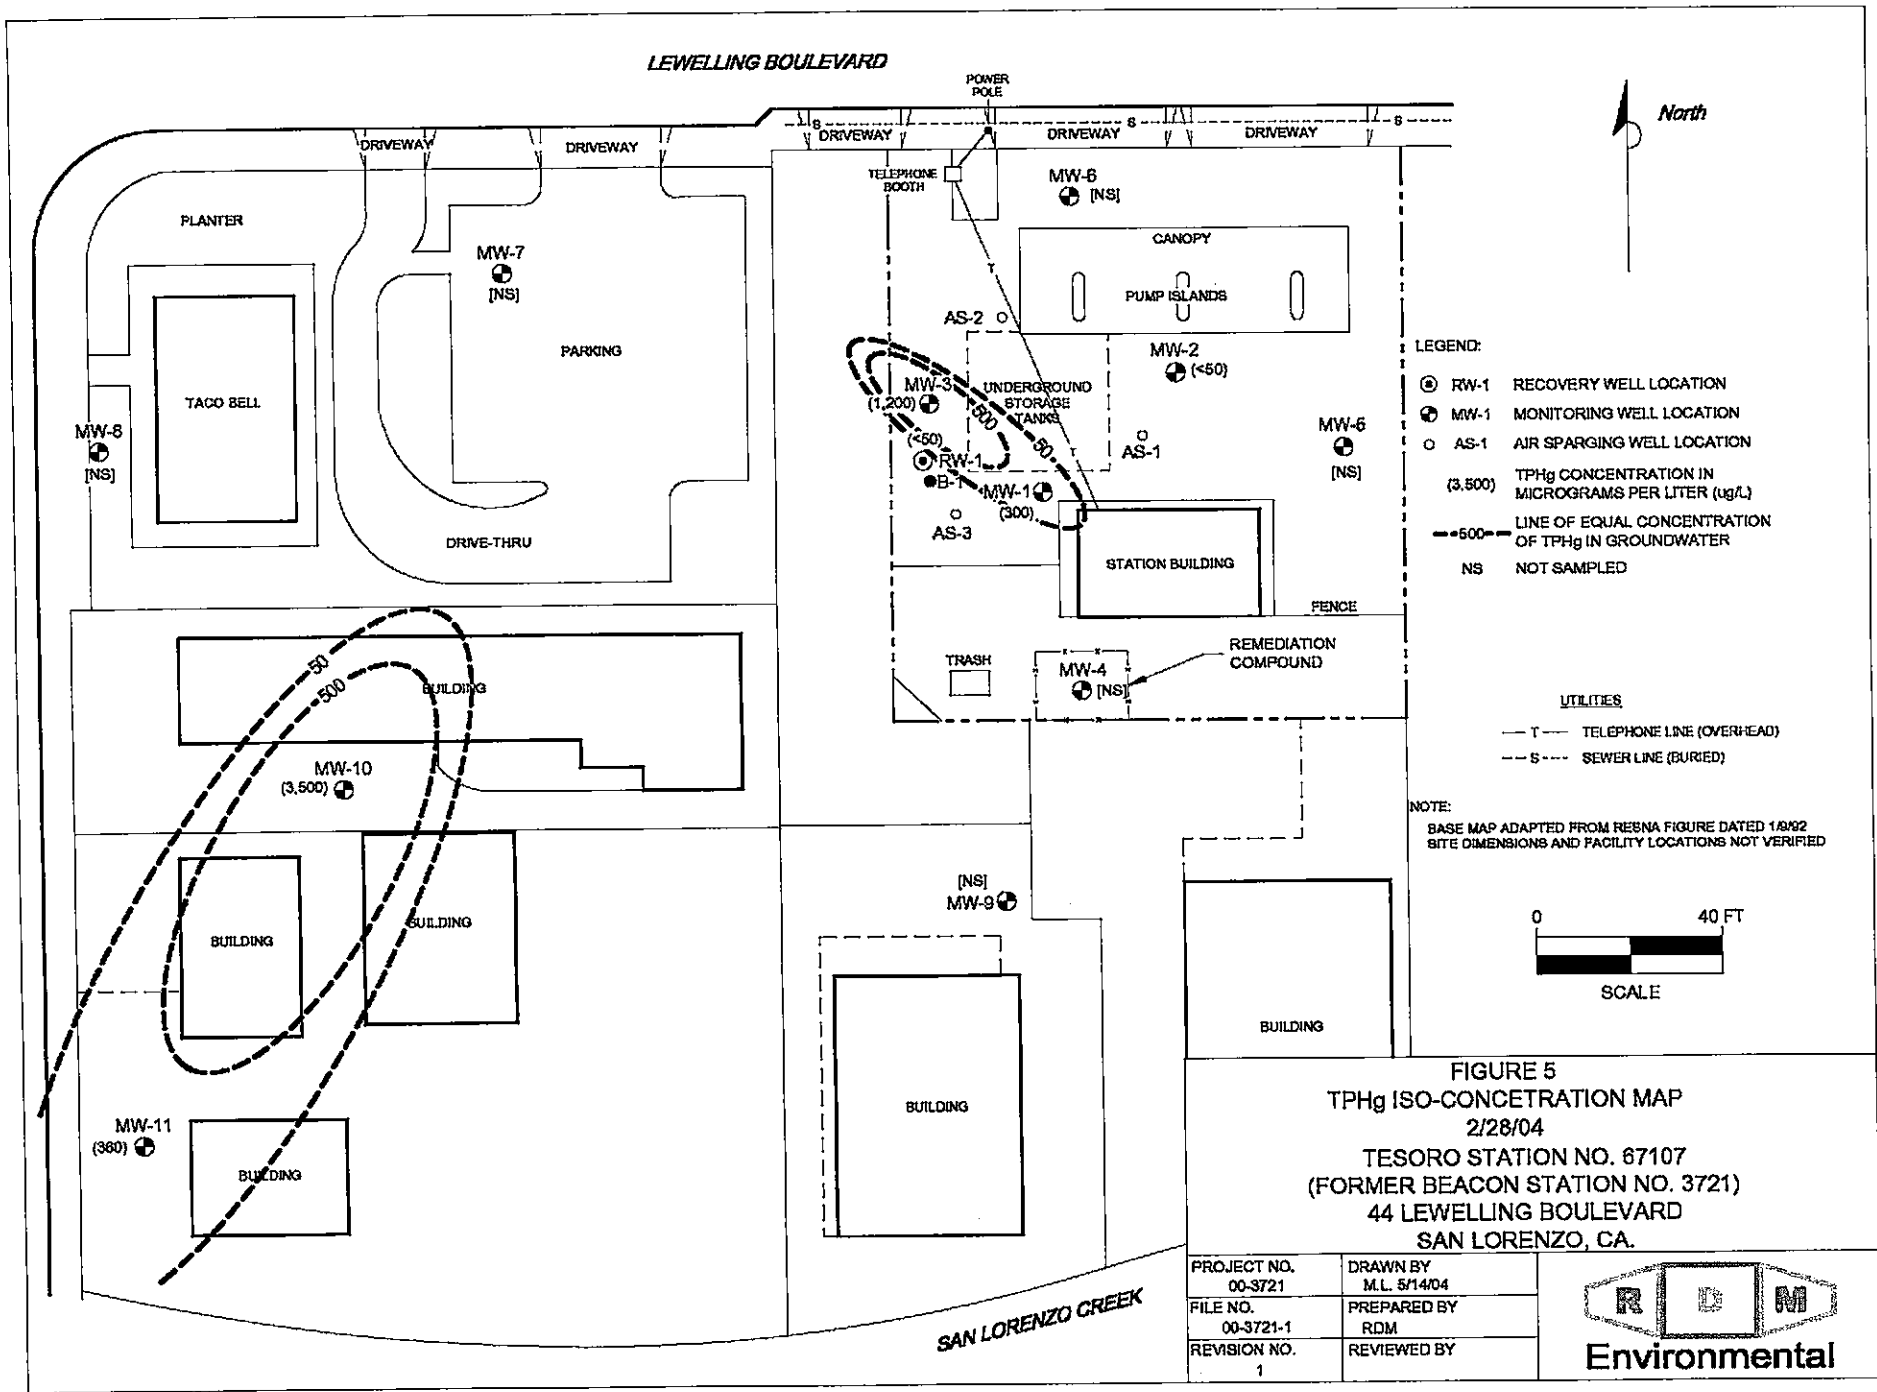 LEWELLING BOULEVARD
POWER
POLE
North
DRIVEWAY
DRIVEWAY
S
DRIVEWAY
DRIVEWAY
S
DRIVEWAY
S
TELEPHONE
BOOTH
MW-6
[NS]
PLANTER
MW-7
[NS]
CANOPY
T
PUMP ISLANDS
AS-2
PARKING
MW-2
(<50)
MW-3
(1,200)
UNDERGROUND
STORAGE
TANKS
500
50
T
TACO BELL
MW-8
[NS]
(<50)
RW-1
B-1
MW-1
(300)
AS-1
AS-3
MW-6
[NS]
DRIVE-THRU
STATION BUILDING
FENCE
LEGEND:
RW-1 RECOVERY WELL LOCATION
MW-1 MONITORING WELL LOCATION
AS-1 AIR SPARGING WELL LOCATION
(3,500) TPHg CONCENTRATION IN
MICROGRAMS PER LITER (ug/L)
500 LINE OF EQUAL CONCENTRATION
OF TPHg IN GROUNDWATER
NS NOT SAMPLED
TRASH
MW-4
[NS]
REMEDIATION
COMPOUND
50
500
BUILDING
MW-10
(3,500)
UTILITIES
T TELEPHONE LINE (OVERHEAD)
S SEWER LINE (BURIED)
NOTE:
BASE MAP ADAPTED FROM RESNA FIGURE DATED 1/9/92
SITE DIMENSIONS AND FACILITY LOCATIONS NOT VERIFIED
[NS]
MW-9
0 40 FT
SCALE
BUILDING
BUILDING
BUILDING
BUILDING
MW-11
(360)
BUILDING
SAN LORENZO CREEK
FIGURE 5
TPHg ISO-CONCETRATION MAP
2/28/04
TESORO STATION NO. 67107
(FORMER BEACON STATION NO. 3721)
44 LEWELLING BOULEVARD
SAN LORENZO, CA.
PROJECT NO.
00-3721
DRAWN BY
M.L. 5/14/04
FILE NO.
00-3721-1
PREPARED BY
RDM
REVISION NO.
1
REVIEWED BY
R D M
Environmental